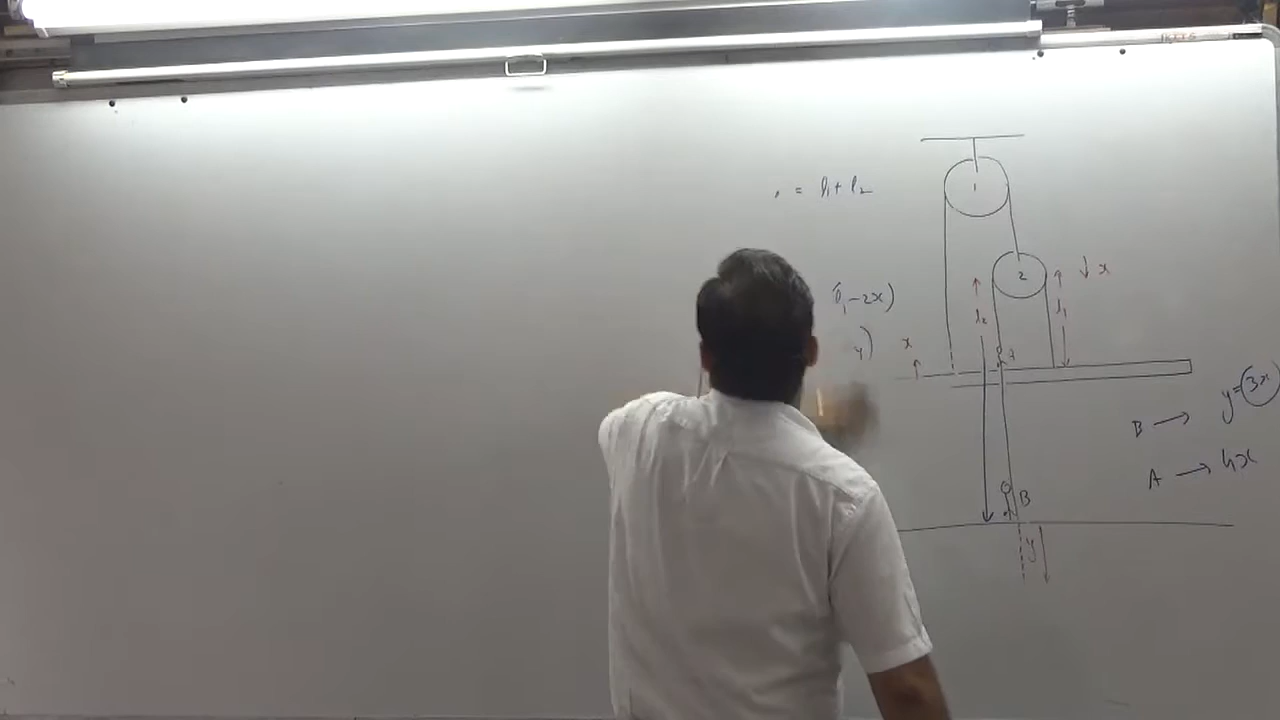 1
= l₁ + l₂
2
↓ x
l₁ - 2x)
l₂
l₁
y)
x
y = 3x
B →
A → 4x
B
y